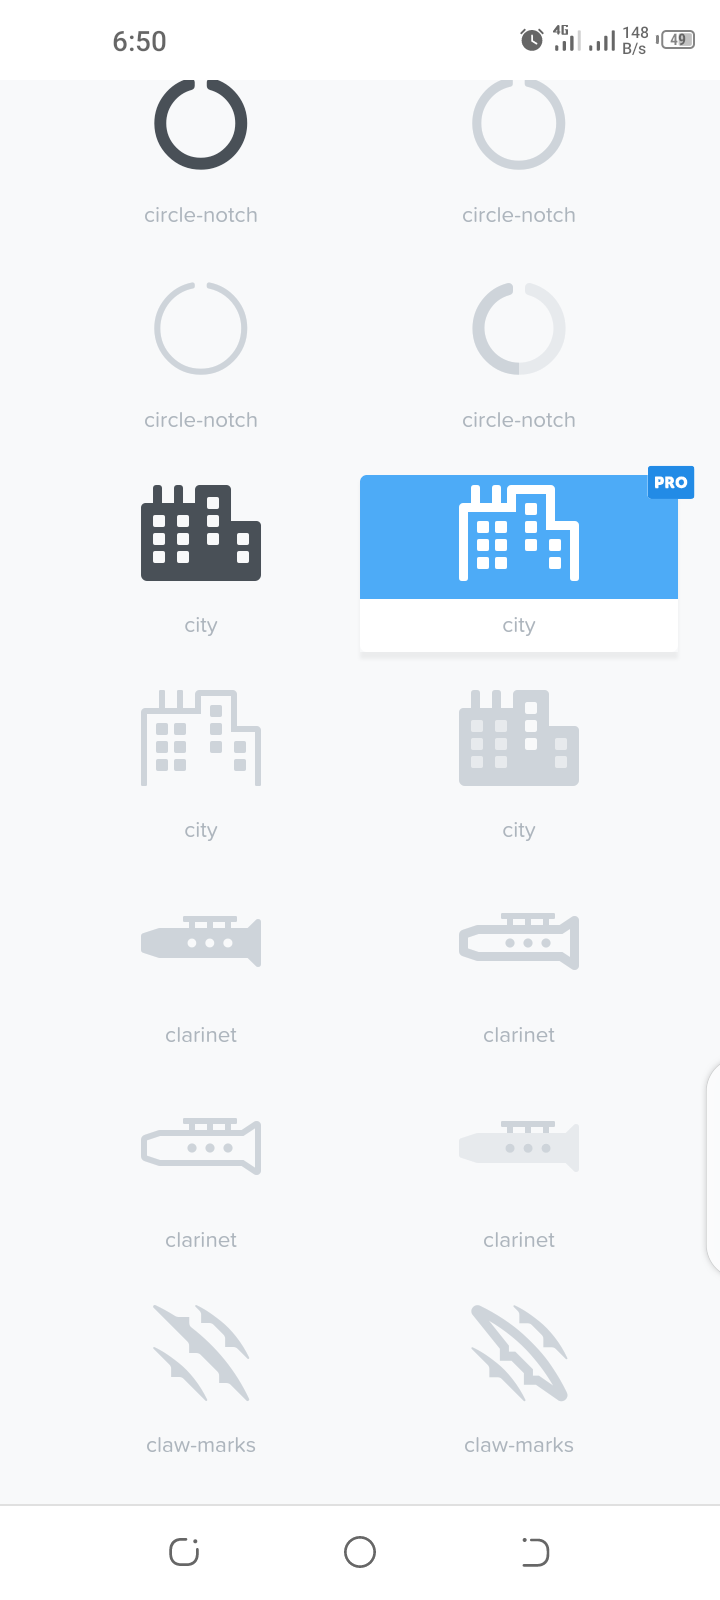 6:50
4G
148
B/s
49
circle-notch
circle-notch
circle-notch
circle-notch
PRO
city
city
city
city
clarinet
clarinet
clarinet
clarinet
claw-marks
claw-marks